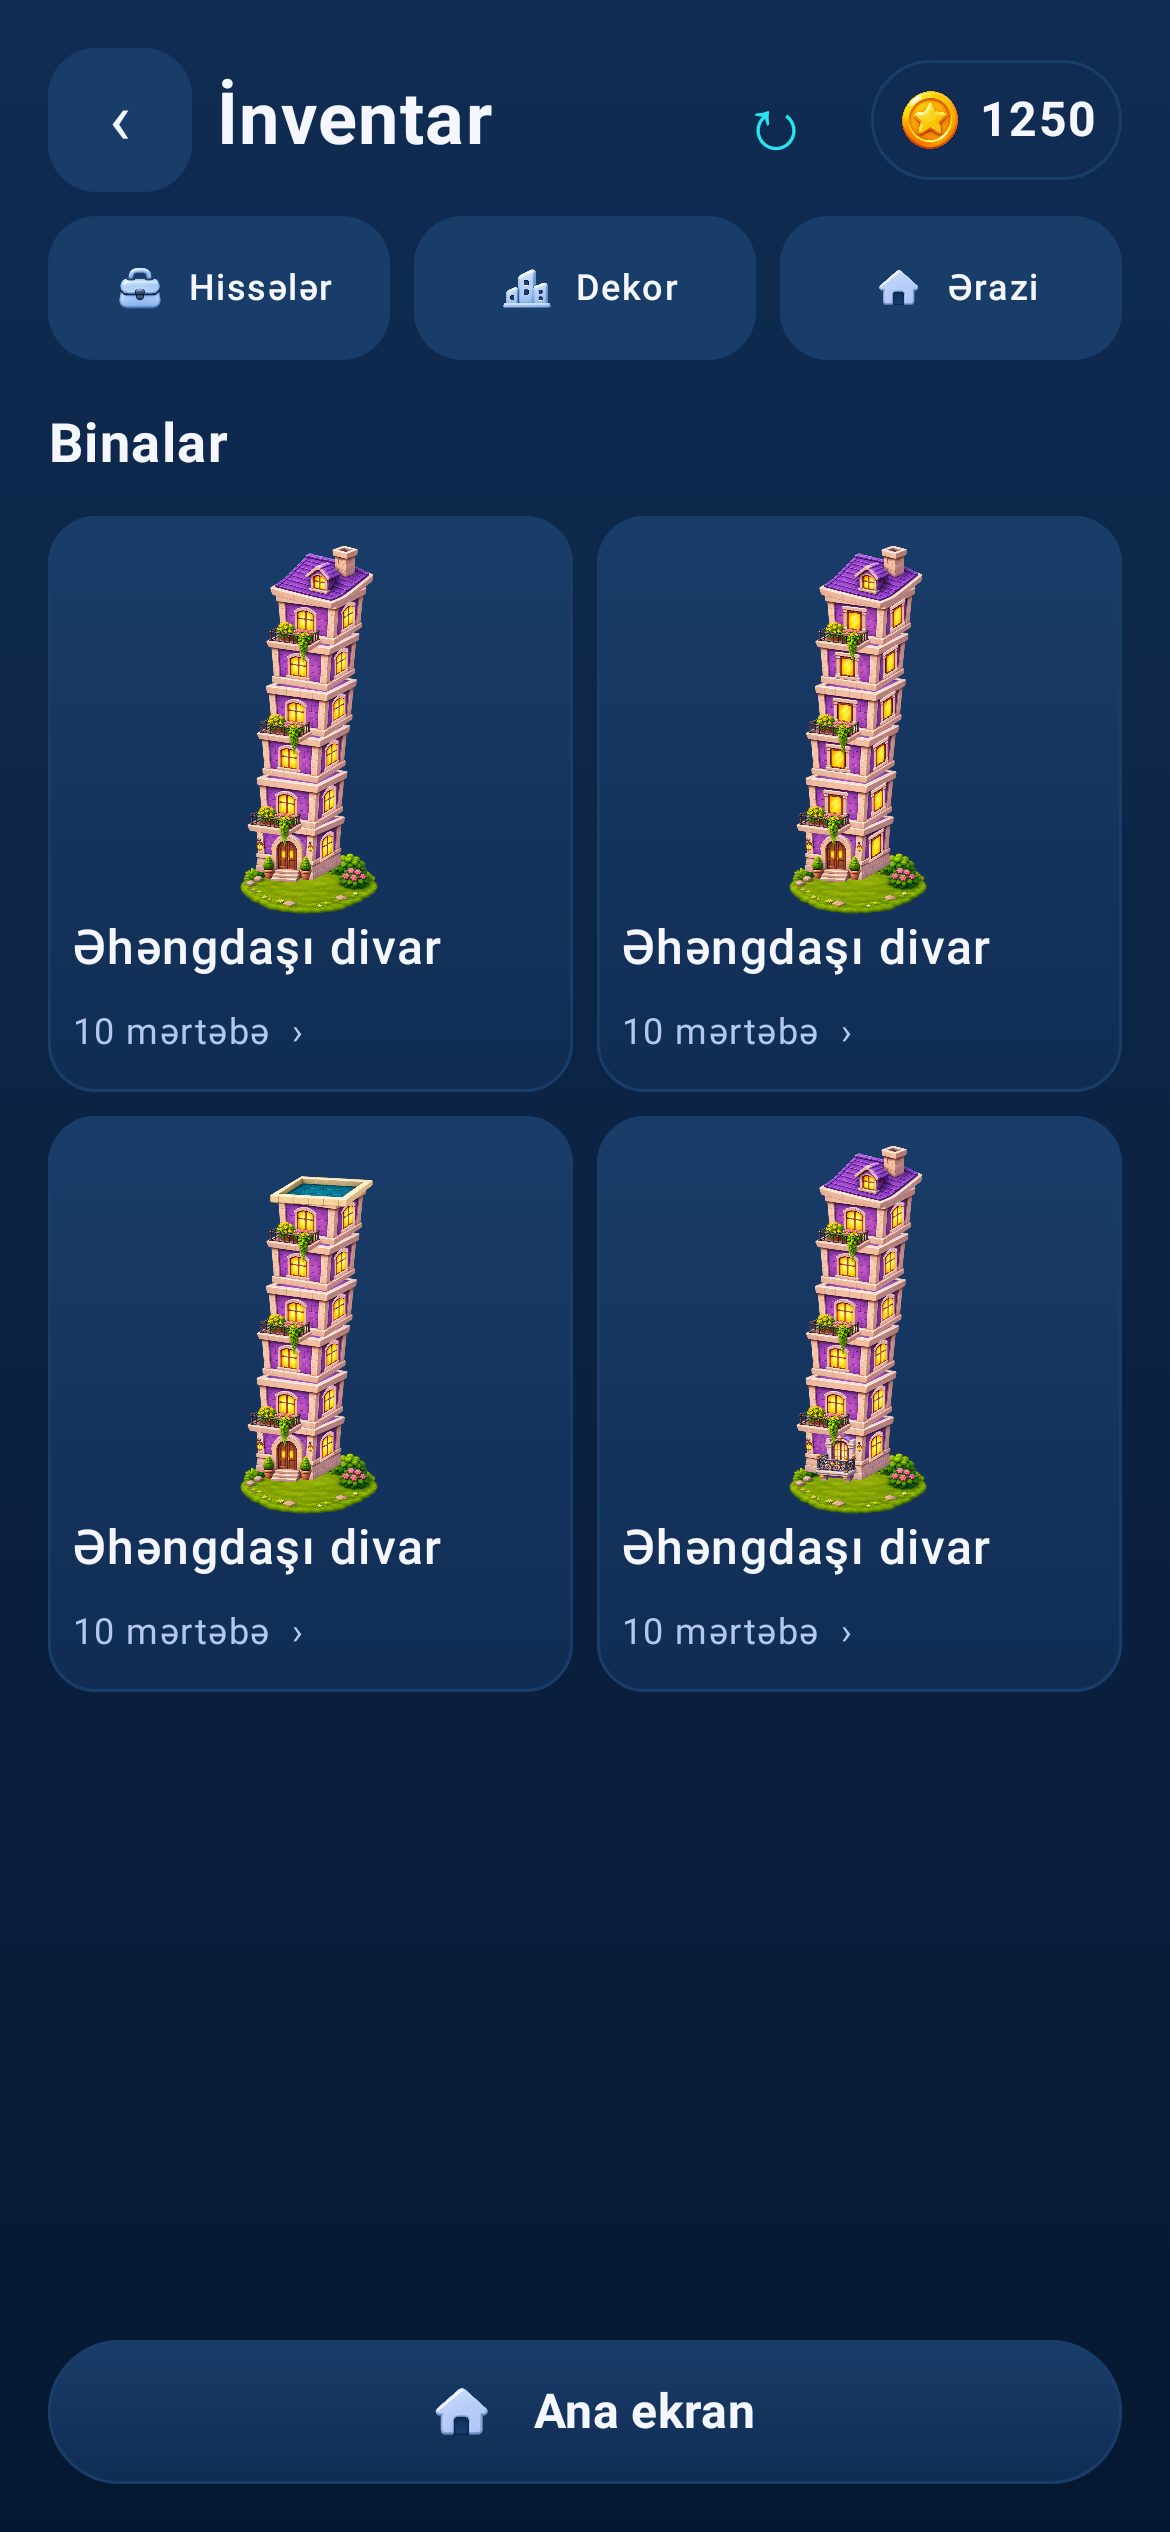 İnventar
1250
Hissələr
Dekor
Ərazi
Binalar
Əhəngdaşı divar
10 mərtəbə ›
Əhəngdaşı divar
10 mərtəbə ›
Əhəngdaşı divar
10 mərtəbə ›
Əhəngdaşı divar
10 mərtəbə ›
Ana ekran